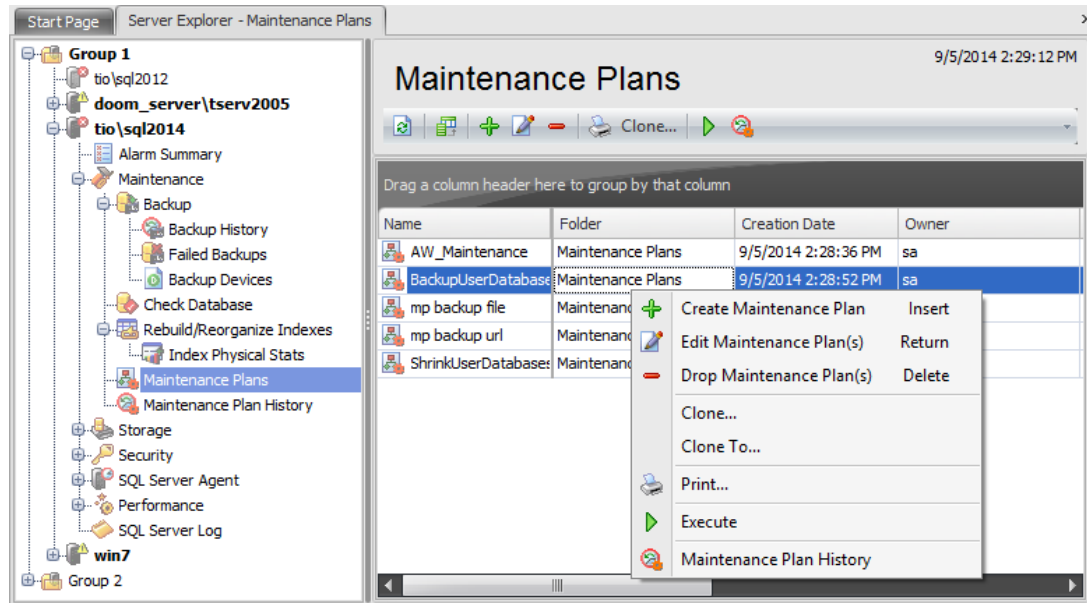 Start Page
Server Explorer - Maintenance Plans
Group 1
tio\sql2012
doom_server\tserv2005
tio\sql2014
Alarm Summary
Maintenance
Backup
Backup History
Failed Backups
Backup Devices
Check Database
Rebuild/Reorganize Indexes
Index Physical Stats
Maintenance Plans
Maintenance Plan History
Storage
Security
SQL Server Agent
Performance
SQL Server Log
win7
Group 2
9/5/2014 2:29:12 PM
Maintenance Plans
Clone...
Drag a column header here to group by that column
Name Folder Creation Date Owner
AW_Maintenance Maintenance Plans 9/5/2014 2:28:36 PM sa
BackupUserDatabase Maintenance Plans 9/5/2014 2:28:52 PM sa
mp backup file Maintenanc
mp backup url Maintenanc
ShrinkUserDatabases Maintenanc
Create Maintenance Plan Insert
Edit Maintenance Plan(s) Return
Drop Maintenance Plan(s) Delete
Clone...
Clone To...
Print...
Execute
Maintenance Plan History